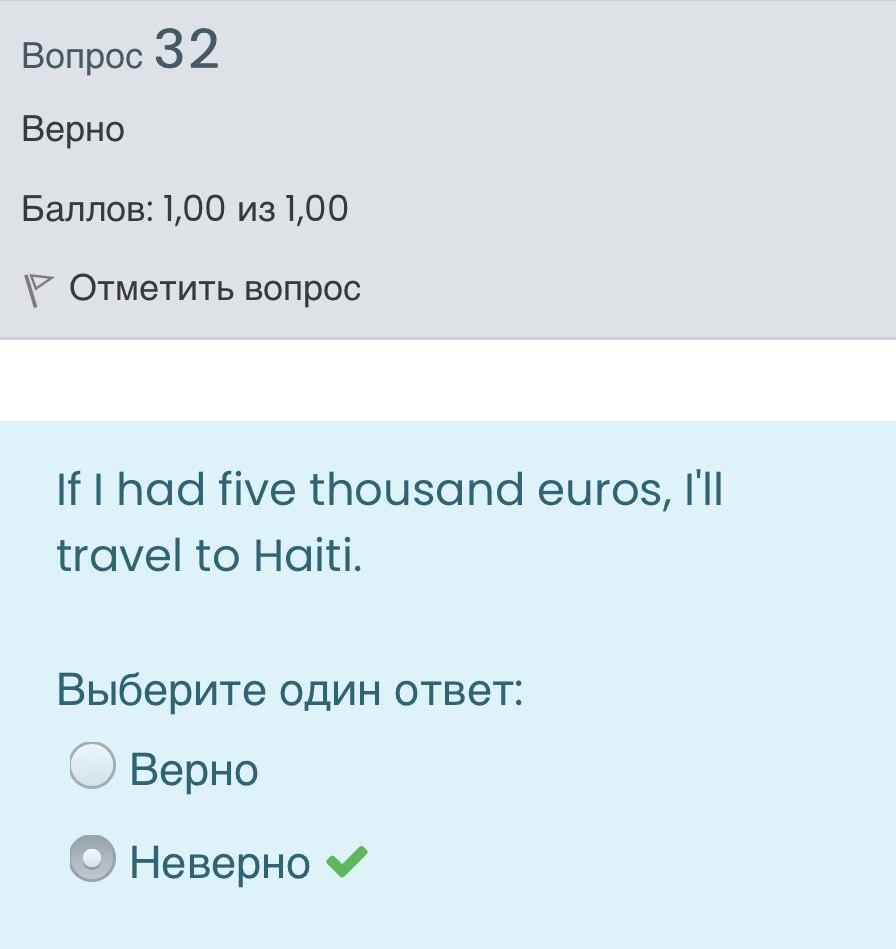 Вопрос 32
Верно
Баллов: 1,00 из 1,00
Отметить вопрос
If I had five thousand euros, I'll
travel to Haiti.
Выберите один ответ:
Верно
Неверно